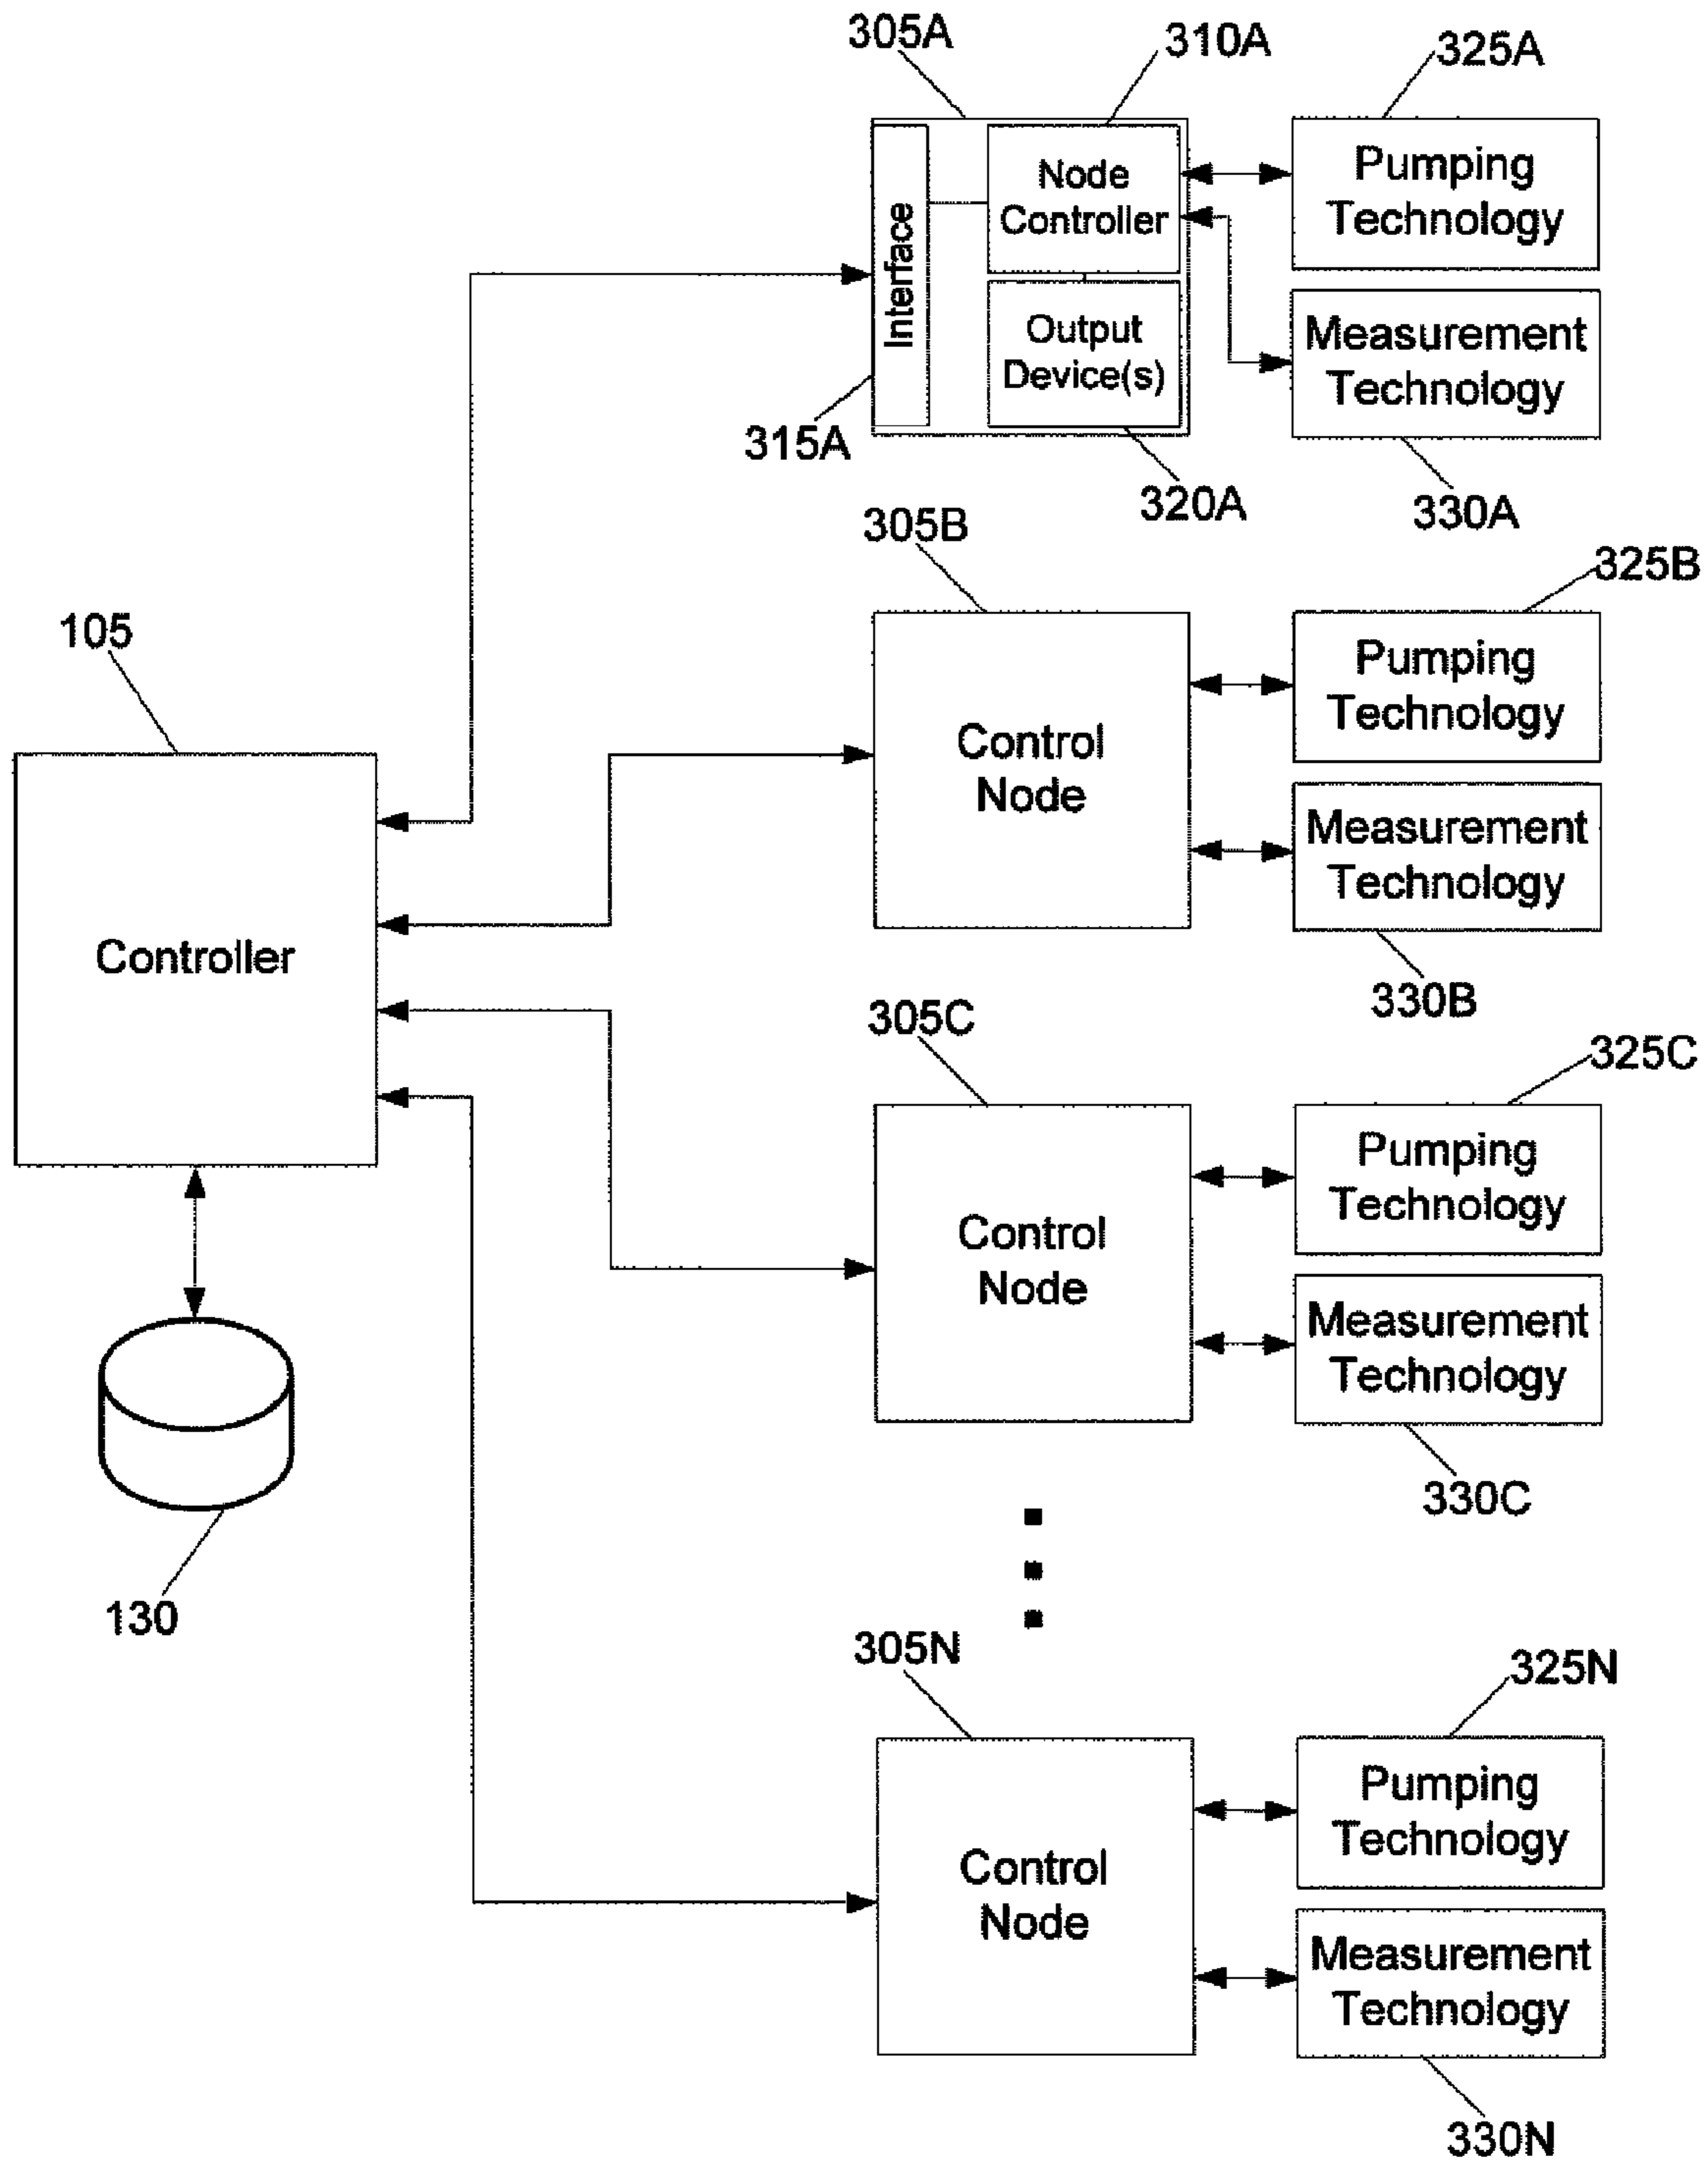 305A
310A
325A
Interface
Node
Controller
Output
Device(s)
Pumping
Technology
Measurement
Technology
315A
320A
330A
305B
325B
105
Control
Node
Pumping
Technology
Measurement
Technology
Controller
330B
305C
325C
Control
Node
Pumping
Technology
Measurement
Technology
330C
130
305N
325N
Control
Node
Pumping
Technology
Measurement
Technology
330N